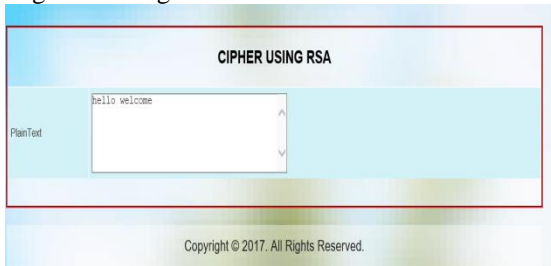 CIPHER USING RSA
hello welcome
PlainText
Copyright © 2017. All Rights Reserved.